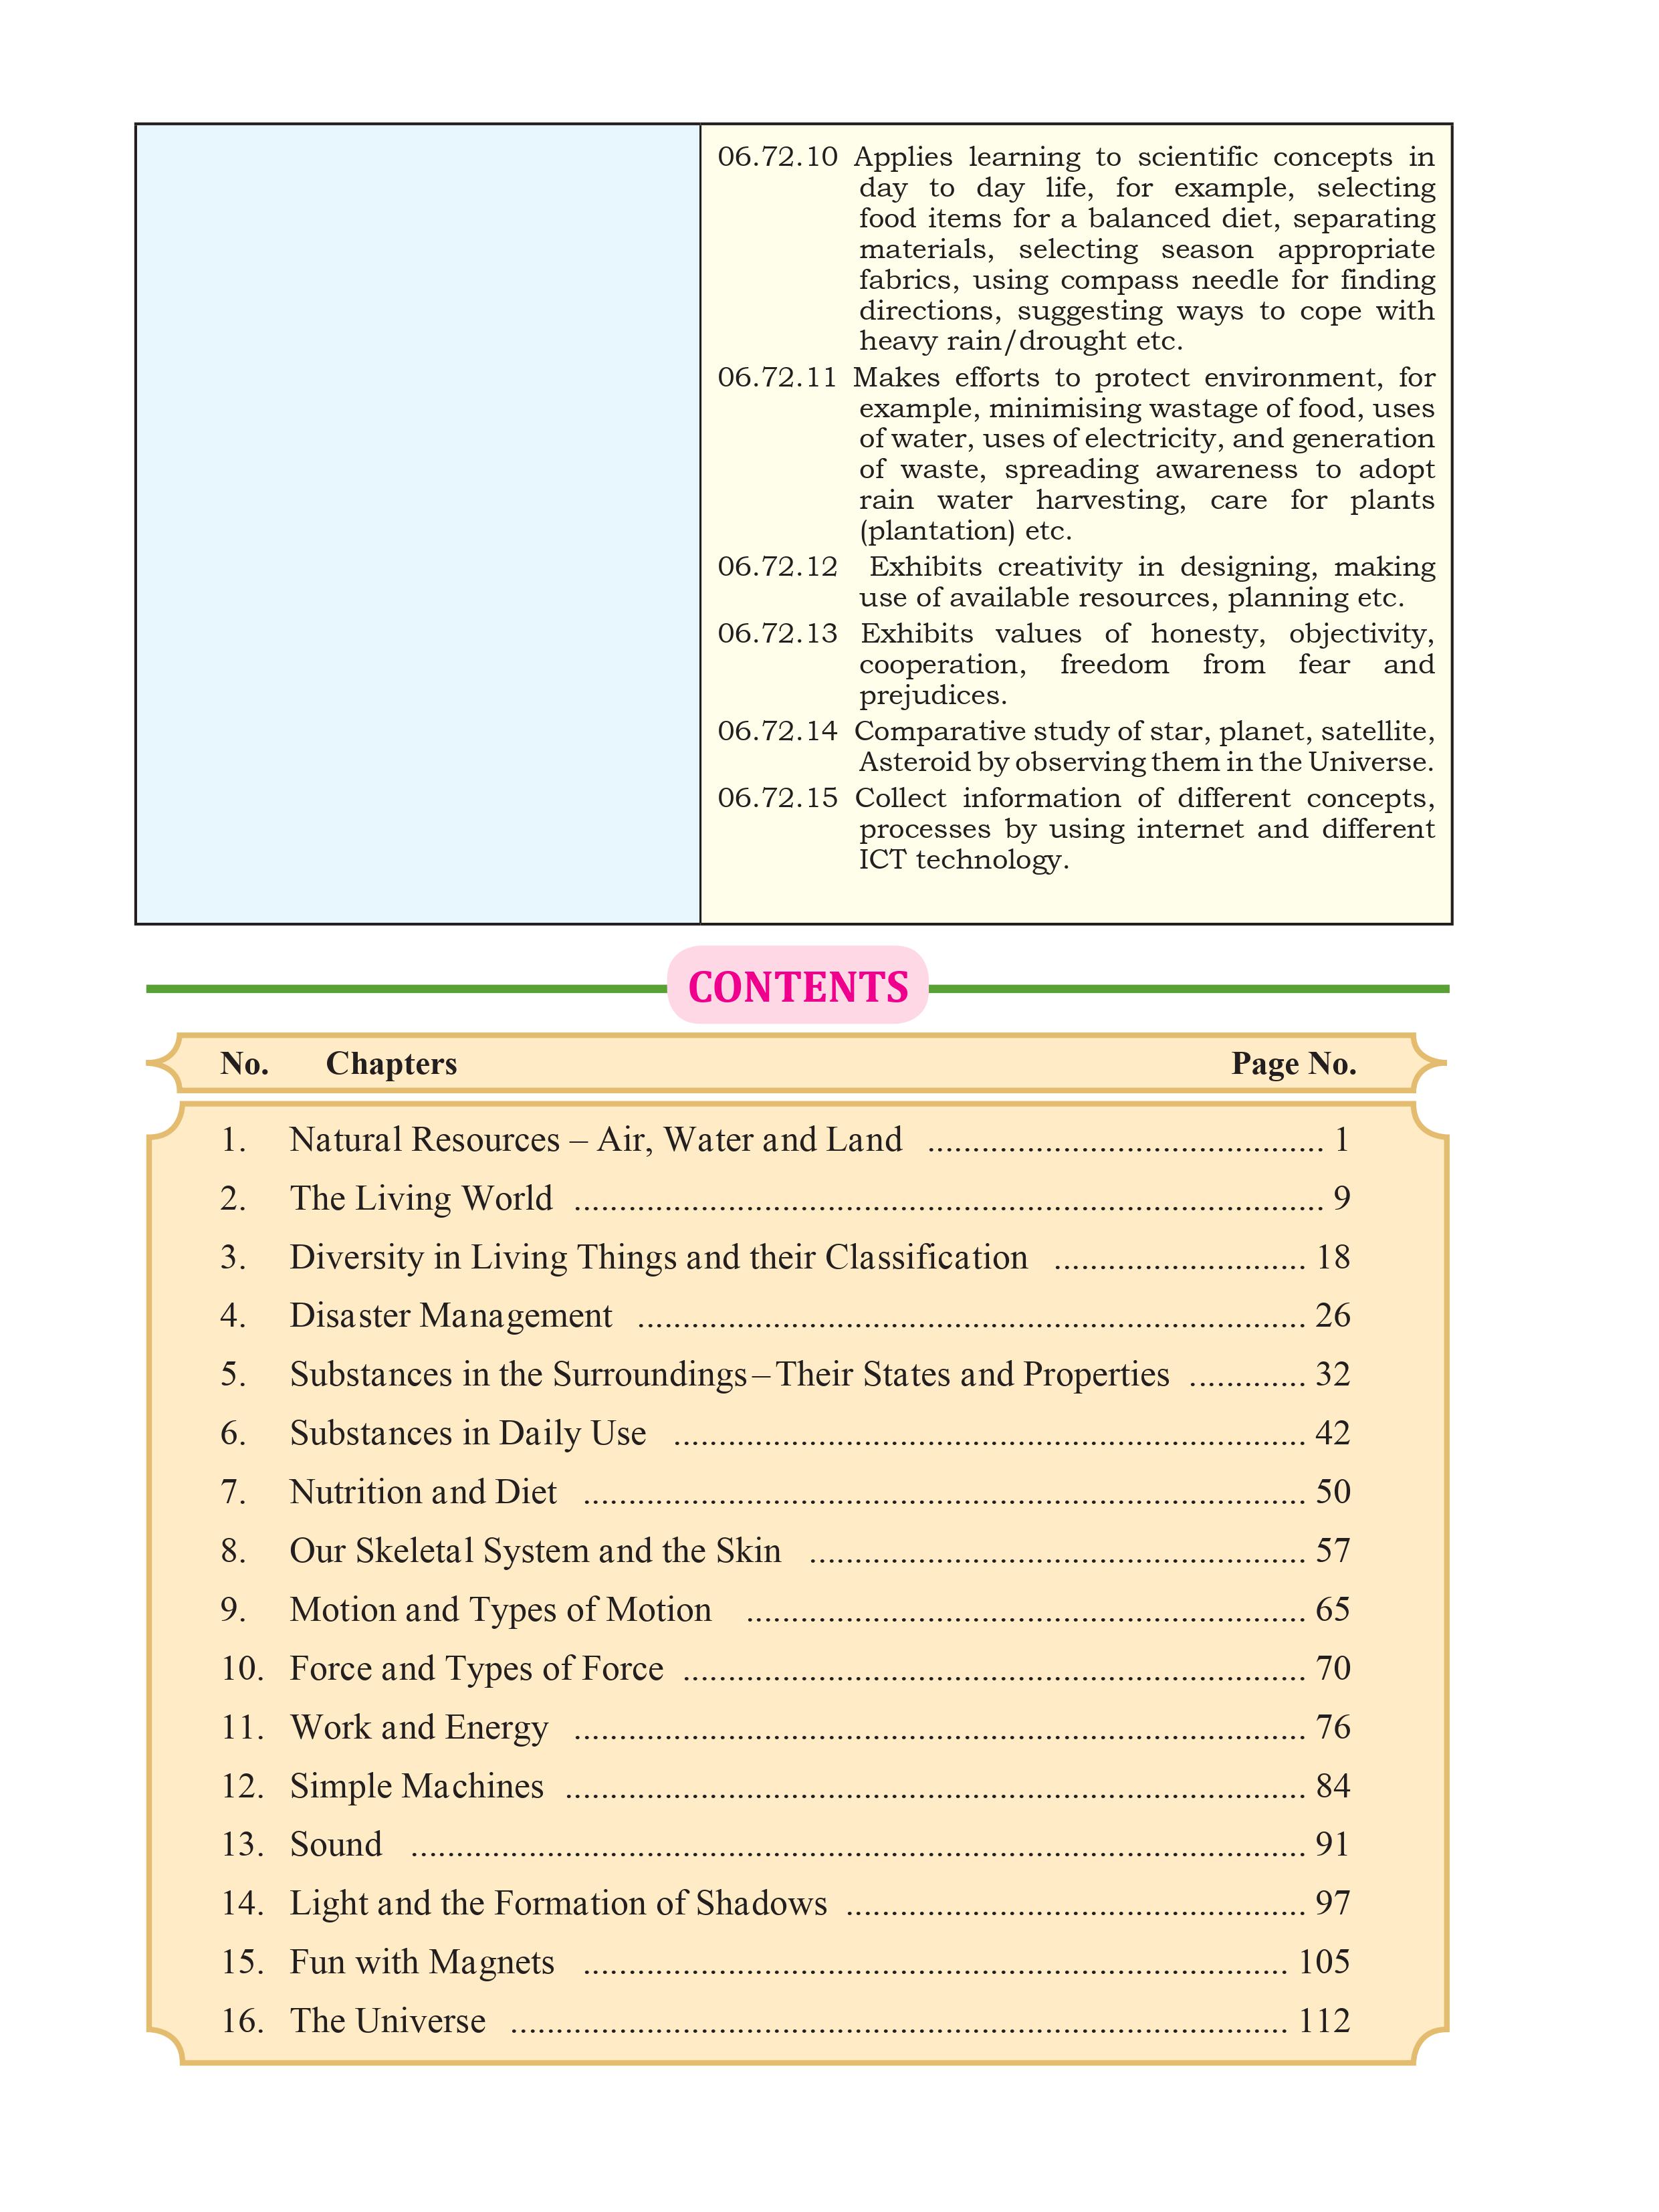 06.72.10 Applies learning to scientific concepts in
day to day life, for example, selecting
food items for a balanced diet, separating
materials, selecting season appropriate
fabrics, using compass needle for finding
directions, suggesting ways to cope with
heavy rain/drought etc.
06.72.11 Makes efforts to protect environment, for
example, minimising wastage of food, uses
of water, uses of electricity, and generation
of waste, spreading awareness to adopt
rain water harvesting, care for plants
(plantation) etc.
06.72.12 Exhibits creativity in designing, making
use of available resources, planning etc.
06.72.13 Exhibits values of honesty, objectivity,
cooperation, freedom from fear and
prejudices.
06.72.14 Comparative study of star, planet, satellite,
Asteroid by observing them in the Universe.
06.72.15 Collect information of different concepts,
processes by using internet and different
ICT technology.
CONTENTS
No. Chapters Page No.
1. Natural Resources – Air, Water and Land ............................................ 1
2. The Living World ................................................................................... 9
3. Diversity in Living Things and their Classification ............................ 18
4. Disaster Management .......................................................................... 26
5. Substances in the Surroundings – Their States and Properties ............. 32
6. Substances in Daily Use ...................................................................... 42
7. Nutrition and Diet ................................................................................ 50
8. Our Skeletal System and the Skin ....................................................... 57
9. Motion and Types of Motion .............................................................. 65
10. Force and Types of Force ..................................................................... 70
11. Work and Energy ................................................................................. 76
12. Simple Machines .................................................................................. 84
13. Sound ................................................................................................... 91
14. Light and the Formation of Shadows ................................................... 97
15. Fun with Magnets .............................................................................. 105
16. The Universe ...................................................................................... 112